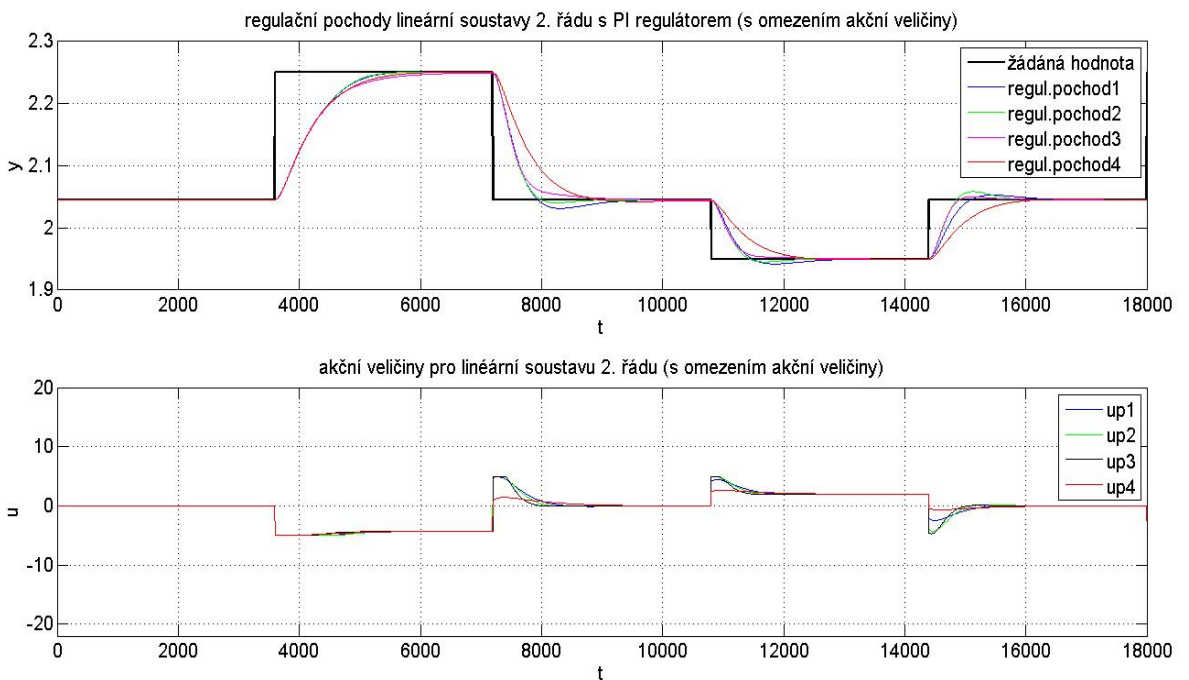 regulační pochody lineární soustavy 2. řádu s PI regulátorem (s omezením akční veličiny)
2.3
2.2
2.1
2
1.9
y
žádáná hodnota
regul.pochod1
regul.pochod2
regul.pochod3
regul.pochod4
0
2000
4000
6000
8000
10000
12000
14000
16000
18000
t
akční veličiny pro linéární soustavu 2. řádu (s omezením akční veličiny)
20
10
0
-10
-20
u
up1
up2
up3
up4
0
2000
4000
6000
8000
10000
12000
14000
16000
18000
t